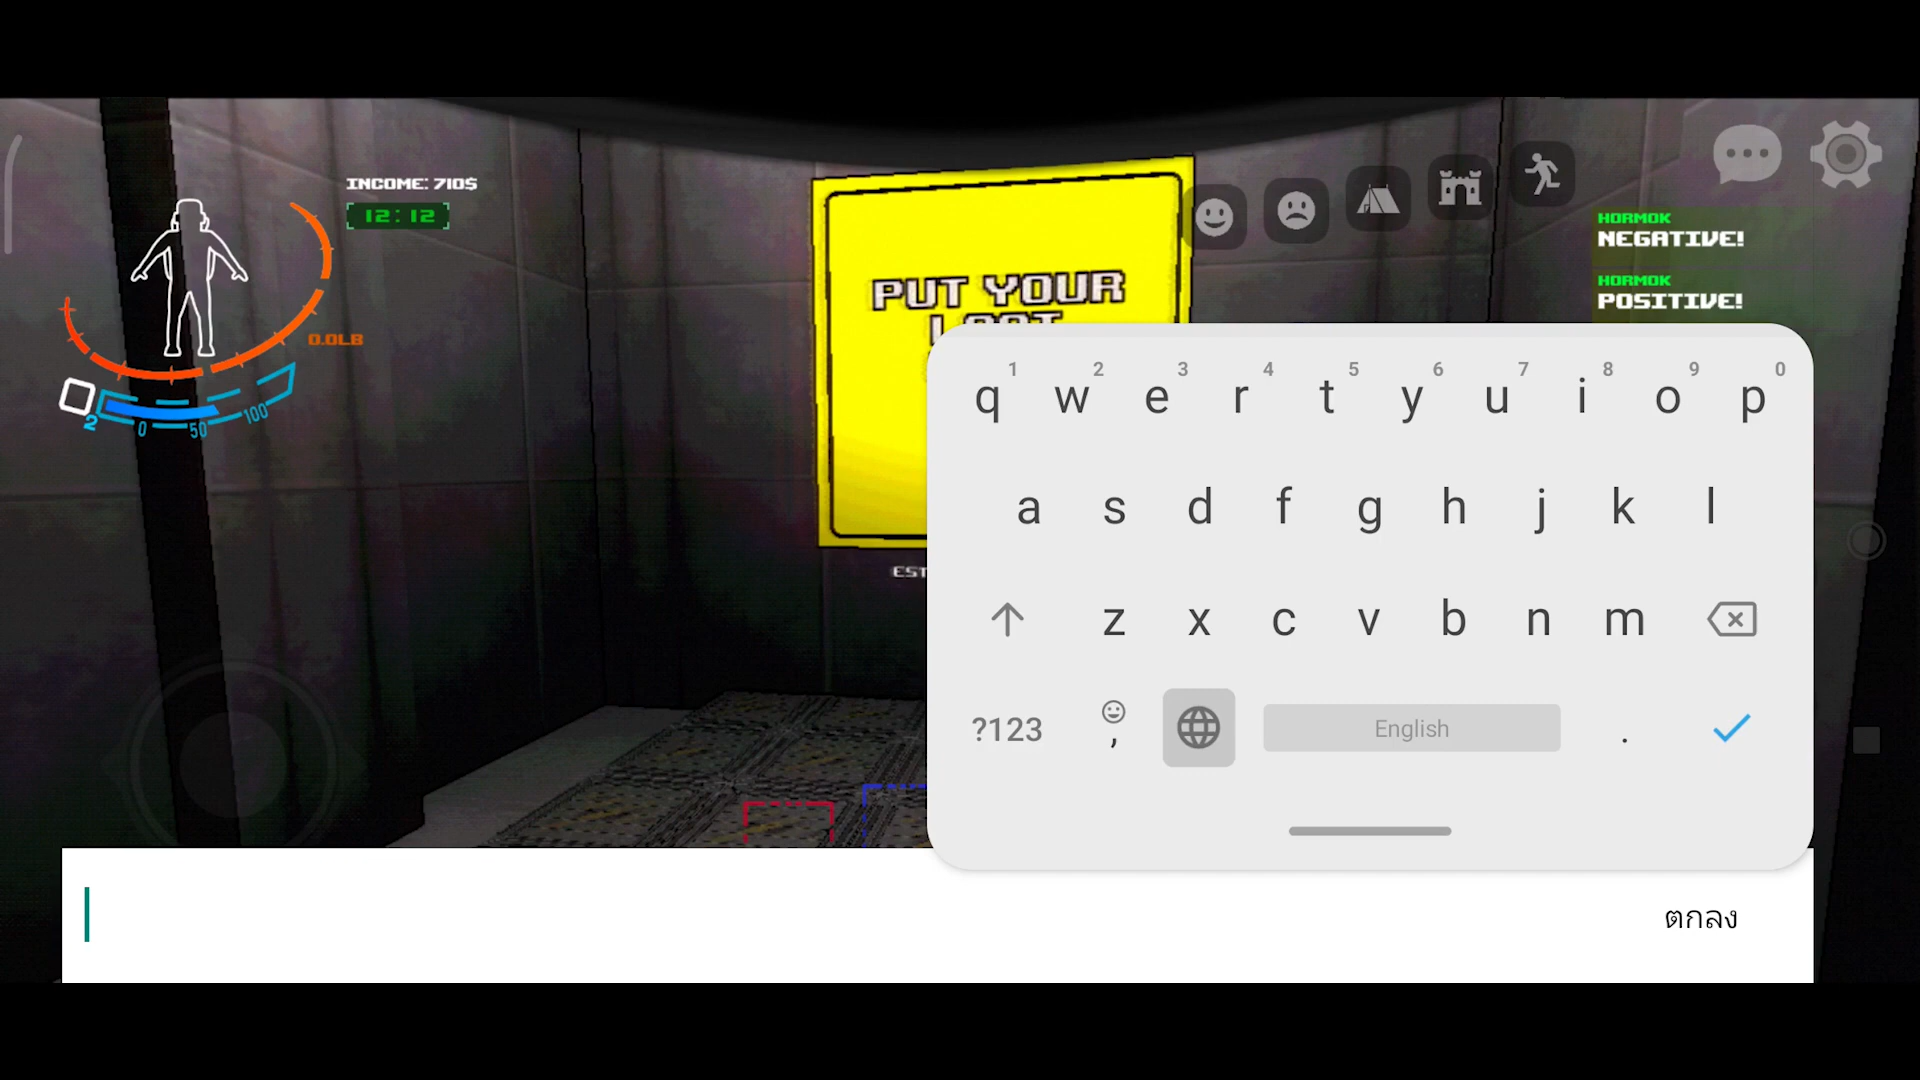 INCOME: 710$
12:12
0.0LB
2
0
50
100
PUT YOUR
HORMOK
NEGATIVE!
HORMOK
POSITIVE!
1 2 3 4 5 6 7 8 9 0
q w e r t y u i o p
a s d f g h j k l
z x c v b n m
?123 , English .
ตกลง